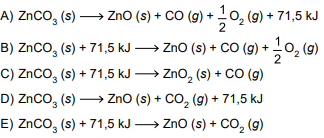 A) ZnCO₃ (s) ⟶ ZnO (s) + CO (g) + 1/2 O₂ (g) + 71,5 kJ
B) ZnCO₃ (s) + 71,5 kJ ⟶ ZnO (s) + CO (g) + 1/2 O₂ (g)
C) ZnCO₃ (s) + 71,5 kJ ⟶ ZnO₂ (s) + CO (g)
D) ZnCO₃ (s) ⟶ ZnO (s) + CO₂ (g) + 71,5 kJ
E) ZnCO₃ (s) + 71,5 kJ ⟶ ZnO (s) + CO₂ (g)